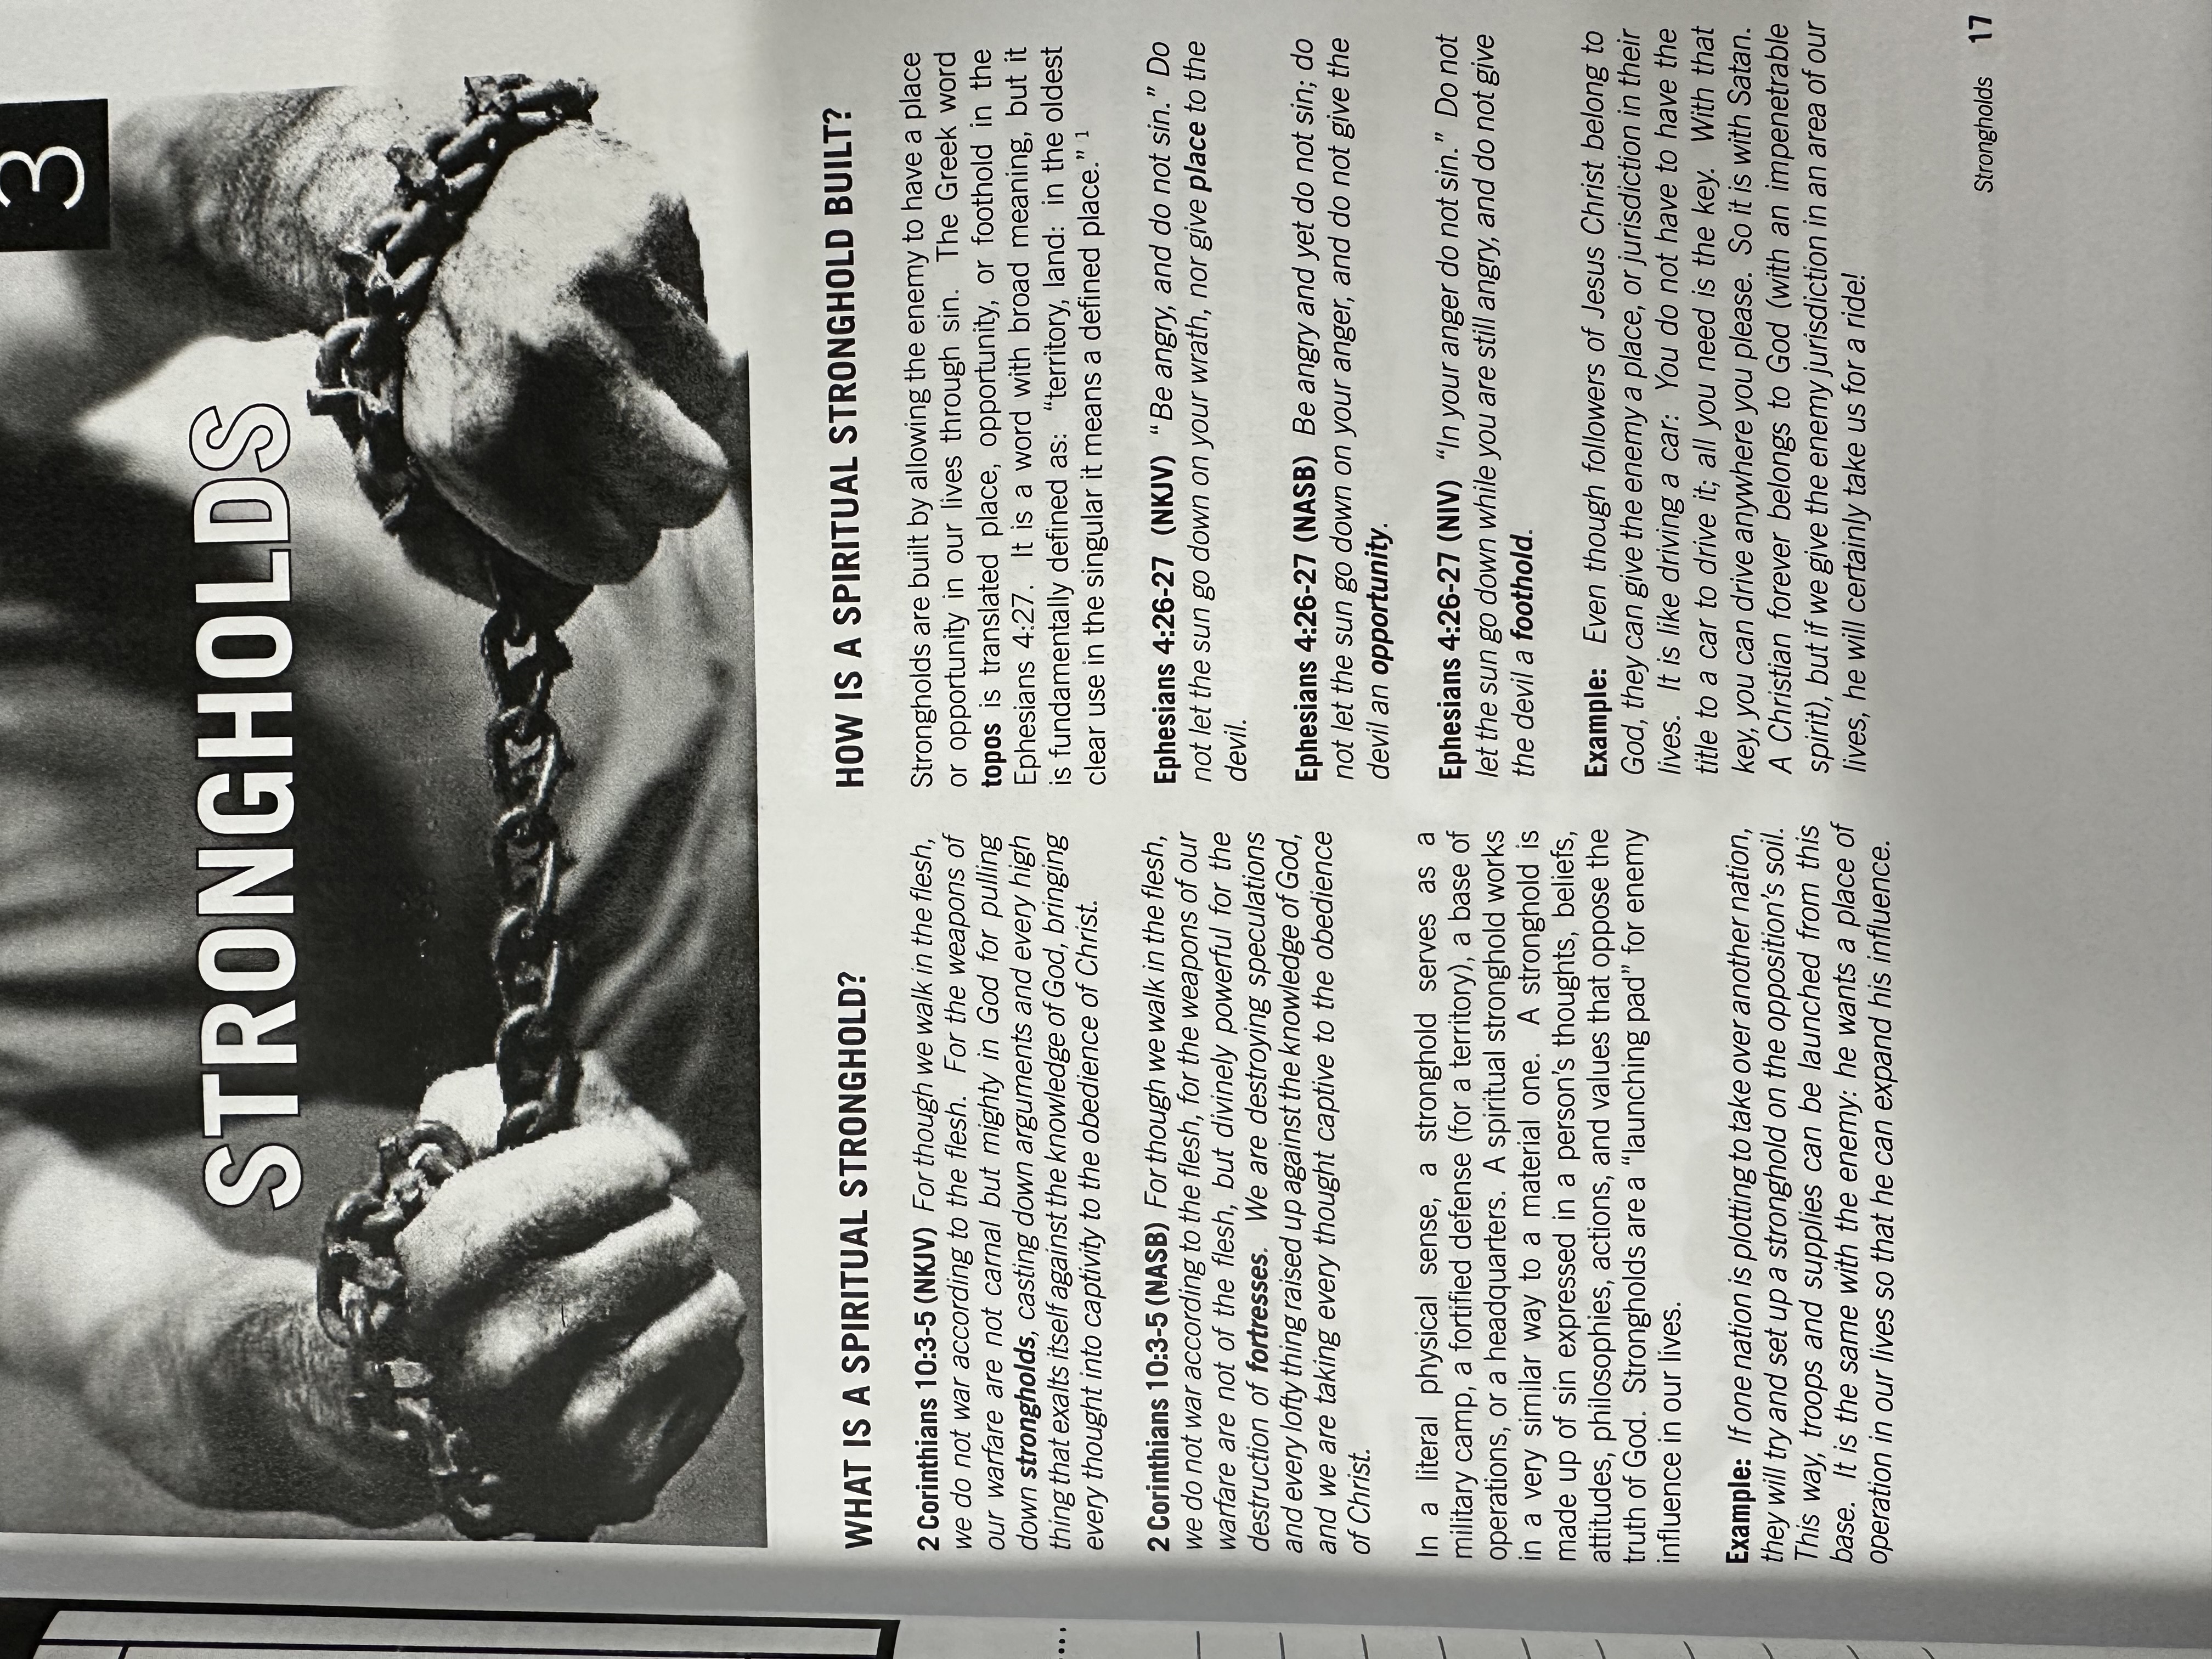 3
STRONGHOLDS
WHAT IS A SPIRITUAL STRONGHOLD?
2 Corinthians 10:3-5 (NKJV) For though we walk in the flesh,
we do not war according to the flesh. For the weapons of
our warfare are not carnal but mighty in God for pulling
down strongholds, casting down arguments and every high
thing that exalts itself against the knowledge of God, bringing
every thought into captivity to the obedience of Christ.
2 Corinthians 10:3-5 (NASB) For though we walk in the flesh,
we do not war according to the flesh, for the weapons of our
warfare are not of the flesh, but divinely powerful for the
destruction of fortresses. We are destroying speculations
and every lofty thing raised up against the knowledge of God,
and we are taking every thought captive to the obedience
of Christ.
In a literal physical sense, a stronghold serves as a
military camp, a fortified defense (for a territory), a base of
operations, or a headquarters. A spiritual stronghold works
in a very similar way to a material one. A stronghold is
made up of sin expressed in a person's thoughts, beliefs,
attitudes, philosophies, actions, and values that oppose the
truth of God. Strongholds are a “launching pad” for enemy
influence in our lives.
Example: If one nation is plotting to take over another nation,
they will try and set up a stronghold on the opposition's soil.
This way, troops and supplies can be launched from this
base. It is the same with the enemy: he wants a place of
operation in our lives so that he can expand his influence.
HOW IS A SPIRITUAL STRONGHOLD BUILT?
Strongholds are built by allowing the enemy to have a place
or opportunity in our lives through sin. The Greek word
topos is translated place, opportunity, or foothold in the
Ephesians 4:27. It is a word with broad meaning, but it
is fundamentally defined as: “territory, land: in the oldest
clear use in the singular it means a defined place.” 1
Ephesians 4:26-27 (NKJV) “Be angry, and do not sin.” Do
not let the sun go down on your wrath, nor give place to the
devil.
Ephesians 4:26-27 (NASB) Be angry and yet do not sin; do
not let the sun go down on your anger, and do not give the
devil an opportunity.
Ephesians 4:26-27 (NIV) “In your anger do not sin.” Do not
let the sun go down while you are still angry, and do not give
the devil a foothold.
Example: Even though followers of Jesus Christ belong to
God, they can give the enemy a place, or jurisdiction in their
lives. It is like driving a car: You do not have to have the
title to a car to drive it; all you need is the key. With that
key, you can drive anywhere you please. So it is with Satan.
A Christian forever belongs to God (with an impenetrable
spirit), but if we give the enemy jurisdiction in an area of our
lives, he will certainly take us for a ride!
Strongholds 17